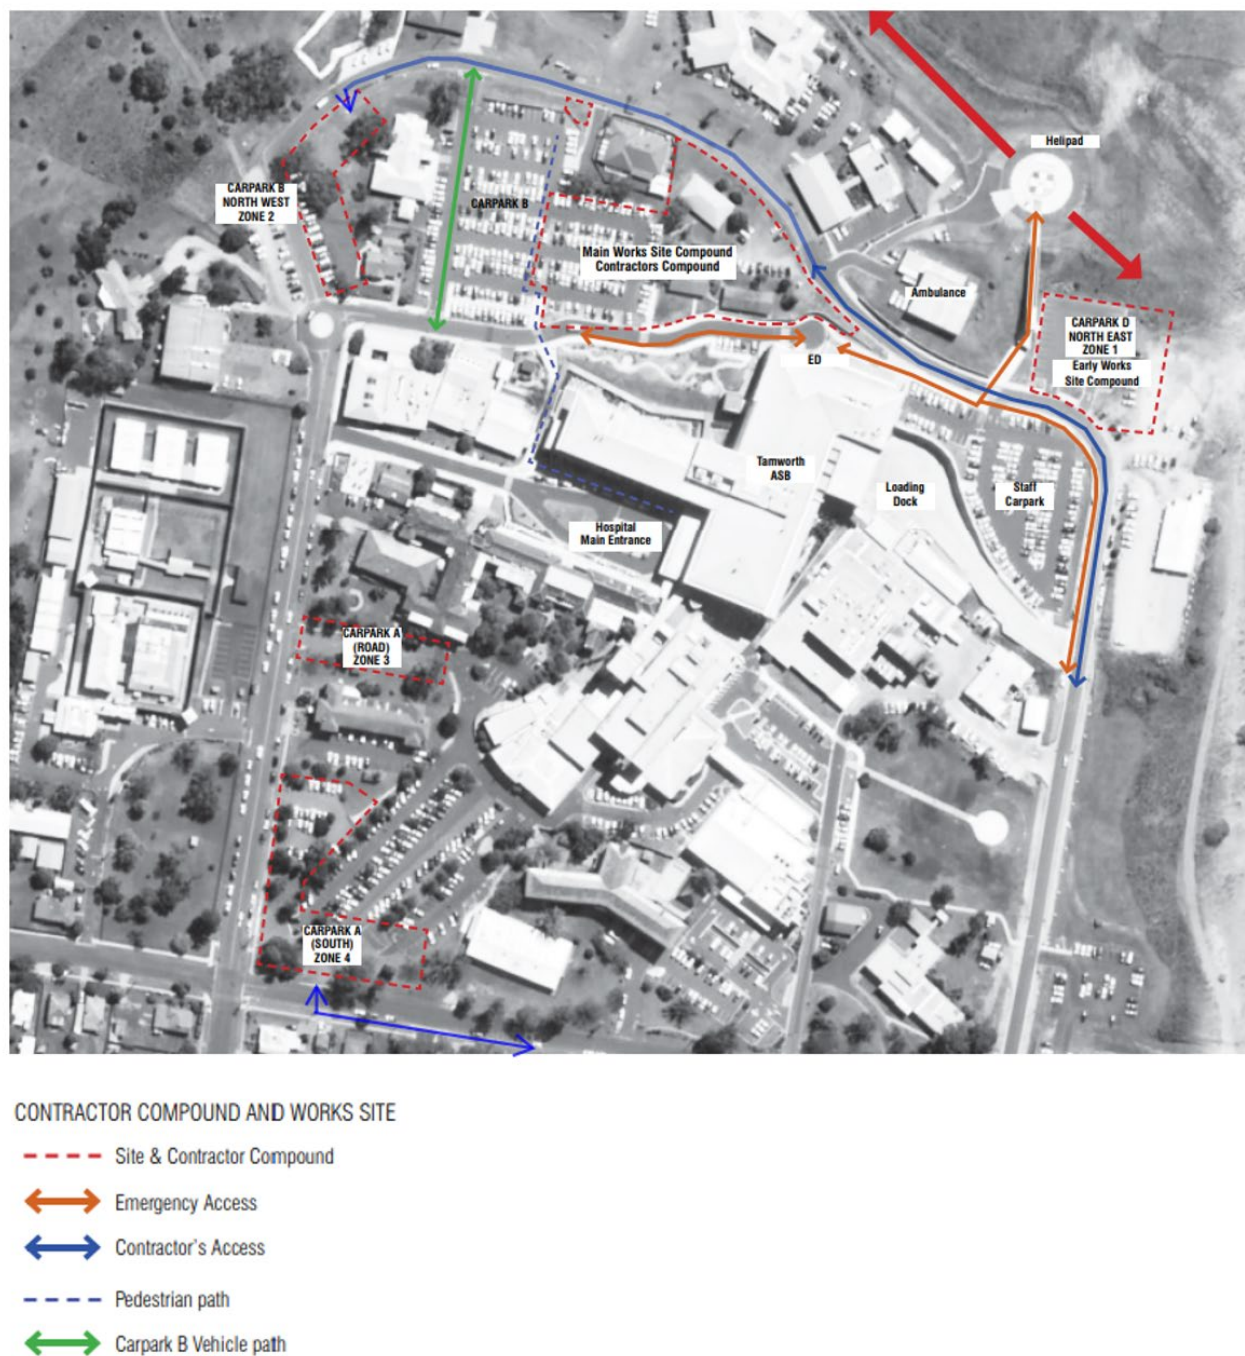 Helipad
CARPARK B
NORTH WEST
ZONE 2
CARPARK B
Main Works Site Compound
Contractors Compound
Ambulance
CARPARK D
NORTH EAST
ZONE 1
Early Works
Site Compound
ED
Tamworth
ASB
Loading
Dock
Staff
Carpark
Hospital
Main Entrance
CARPARK A
(ROAD)
ZONE 3
CARPARK A
(SOUTH)
ZONE 4
CONTRACTOR COMPOUND AND WORKS SITE
Site & Contractor Compound
Emergency Access
Contractor's Access
Pedestrian path
Carpark B Vehicle path